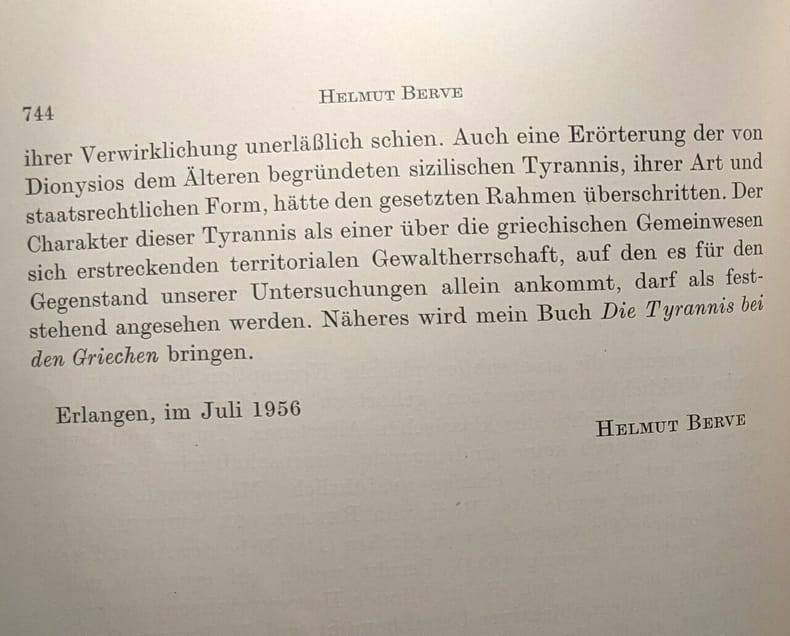 744
HELMUT BERVE
ihrer Verwirklichung unerläßlich schien. Auch eine Erörterung der von
Dionysios dem Älteren begründeten sizilischen Tyrannis, ihrer Art und
staatsrechtlichen Form, hätte den gesetzten Rahmen überschritten. Der
Charakter dieser Tyrannis als einer über die griechischen Gemeinwesen
sich erstreckenden territorialen Gewaltherrschaft, auf den es für den
Gegenstand unserer Untersuchungen allein ankommt, darf als fest-
stehend angesehen werden. Näheres wird mein Buch Die Tyrannis bei
den Griechen bringen.
Erlangen, im Juli 1956
HELMUT BERVE